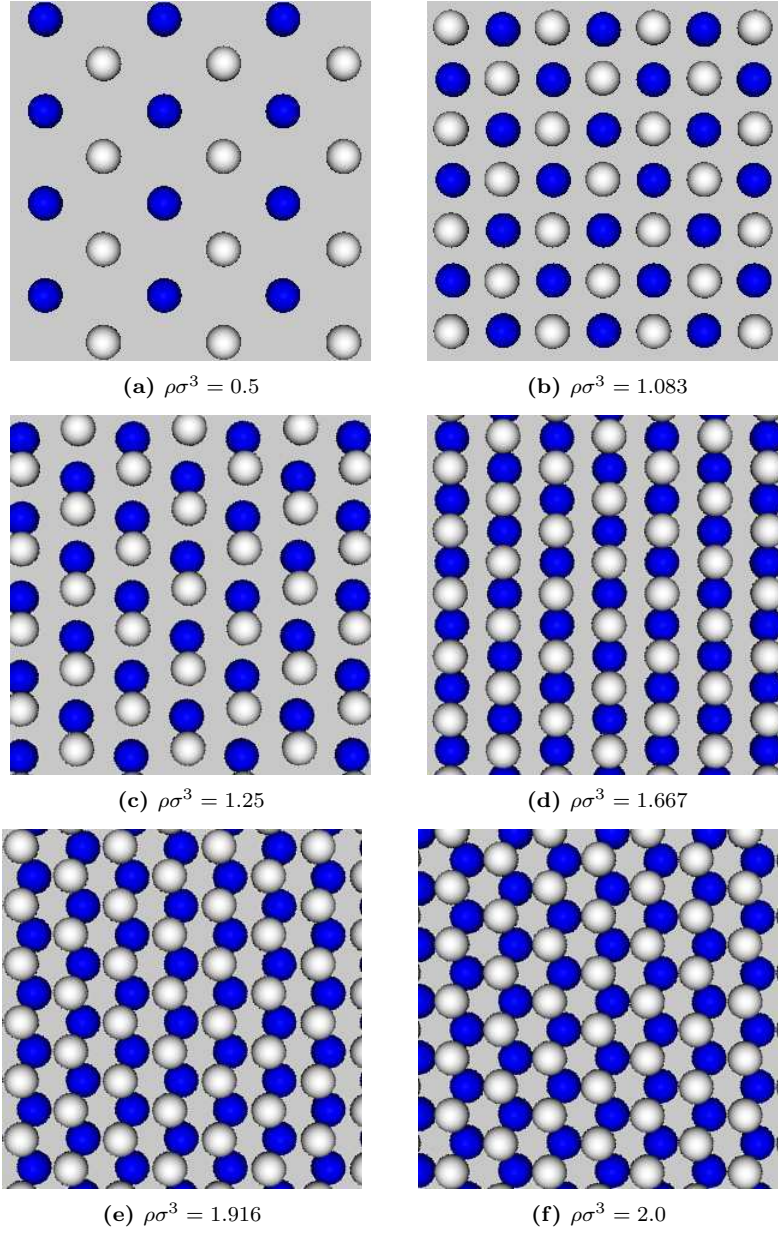 (a) ρσ³ = 0.5
(b) ρσ³ = 1.083
(c) ρσ³ = 1.25
(d) ρσ³ = 1.667
(e) ρσ³ = 1.916
(f) ρσ³ = 2.0